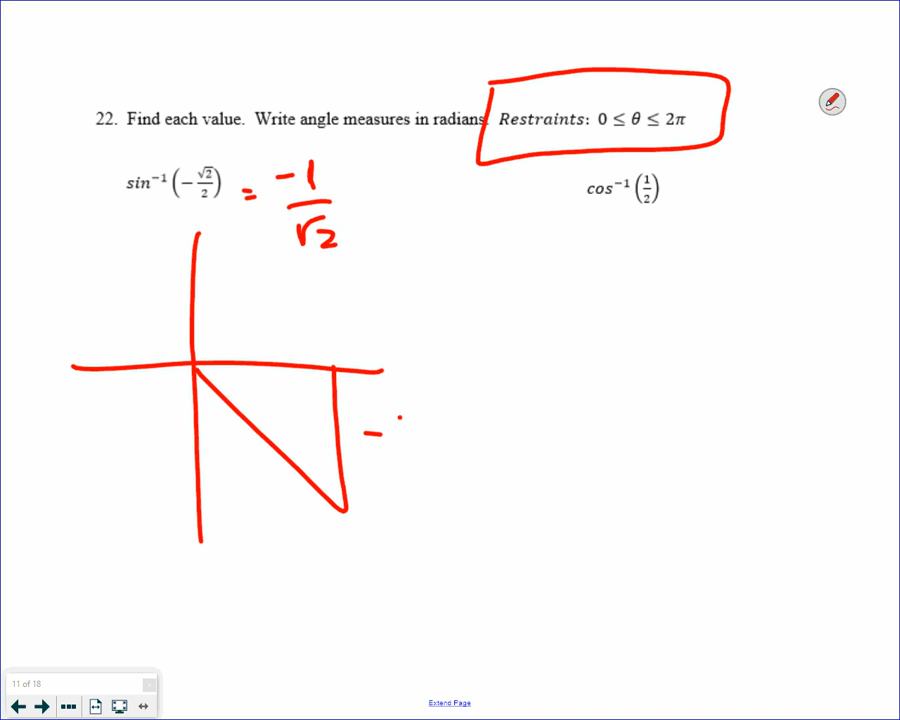 22. Find each value. Write angle measures in radians. Restraints: 0 ≤ θ ≤ 2π
sin⁻¹(-√2/2) = -1/√2
cos⁻¹(1/2)
-
11 of 18
Extend Page